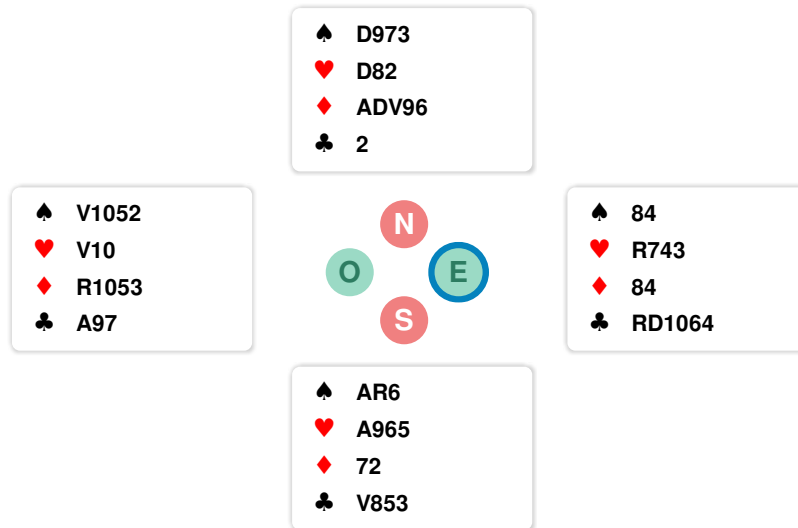 ♠ D973
♥ D82
♦ ADV96
♣ 2
♠ V1052
♥ V10
♦ R1053
♣ A97
N
O
E
S
♠ 84
♥ R743
♦ 84
♣ RD1064
♠ AR6
♥ A965
♦ 72
♣ V853